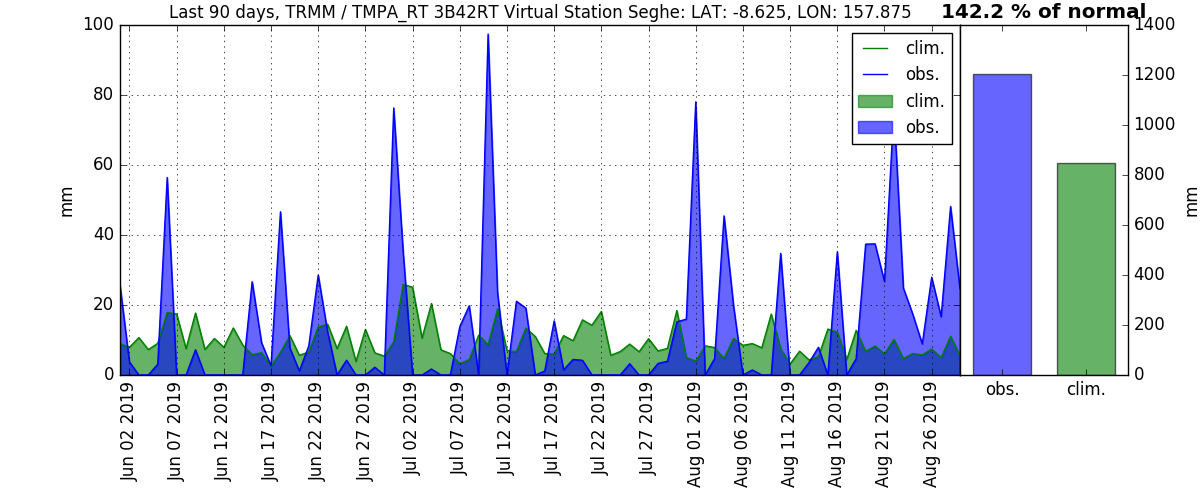 Last 90 days, TRMM / TMPA_RT 3B42RT Virtual Station Seghe: LAT: -8.625, LON: 157.875
142.2 % of normal
100
80
60
40
20
0
mm
clim.
obs.
clim.
obs.
1400
1200
1000
800
600
400
200
0
mm
obs.
clim.
Jun 02 2019
Jun 07 2019
Jun 12 2019
Jun 17 2019
Jun 22 2019
Jun 27 2019
Jul 02 2019
Jul 07 2019
Jul 12 2019
Jul 17 2019
Jul 22 2019
Jul 27 2019
Aug 01 2019
Aug 06 2019
Aug 11 2019
Aug 16 2019
Aug 21 2019
Aug 26 2019